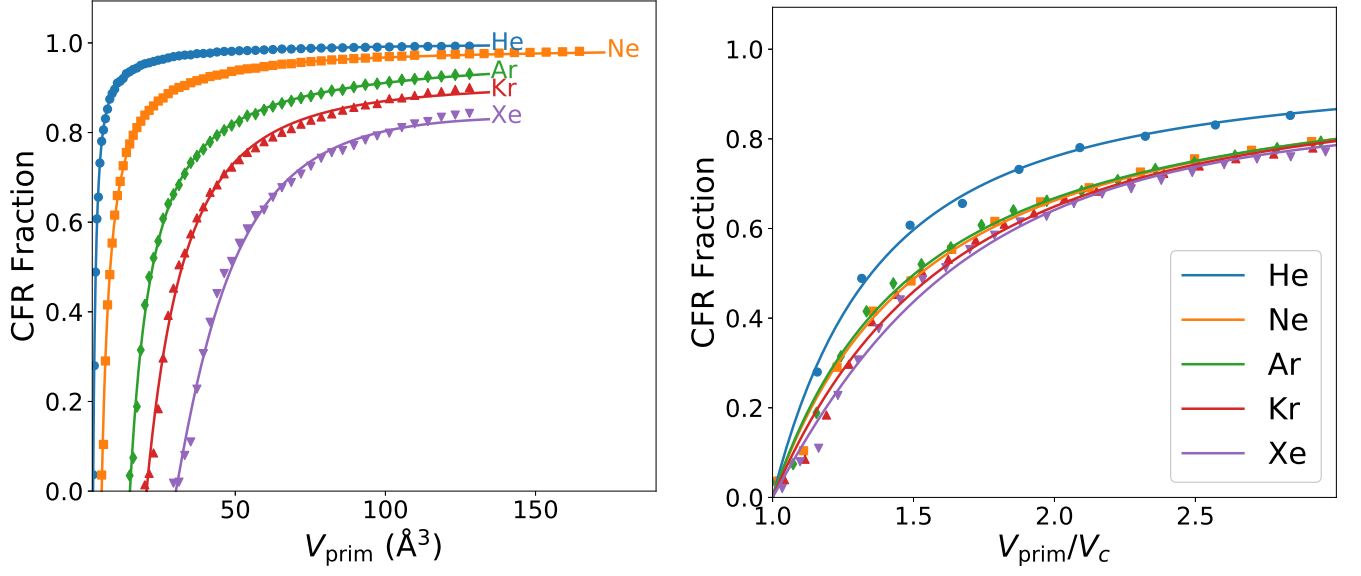 CFR Fraction
1.0
0.8
0.6
0.4
0.2
0.0
50
100
150
V_prim (Å³)
He
Ne
Ar
Kr
Xe
CFR Fraction
1.0
0.8
0.6
0.4
0.2
0.0
1.0
1.5
2.0
2.5
V_prim/V_c
He
Ne
Ar
Kr
Xe